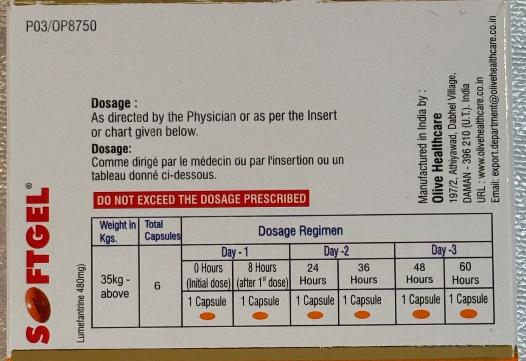 P03/OP8750
Dosage :
As directed by the Physician or as per the Insert
or chart given below.
Dosage:
Comme dirigé par le médecin ou par l'insertion ou un
tableau donné ci-dessous.
DO NOT EXCEED THE DOSAGE PRESCRIBED
Weight in Kgs. Total Capsules Dosage Regimen
Day - 1 Day -2 Day -3
0 Hours (Initial dose) 8 Hours (after 1st dose) 24 Hours 36 Hours 48 Hours 60 Hours
35kg - above 6 1 Capsule 1 Capsule 1 Capsule 1 Capsule 1 Capsule 1 Capsule
SOFTGEL®
Lumefantrine 480mg)
Manufactured in India by :
Olive Healthcare
197/2, Athiyawad, Dabhel Village,
DAMAN - 396 210 (U.T.). India
URL : www.olivehealthcare.co.in
Email: export.department@olivehealthcare.co.in